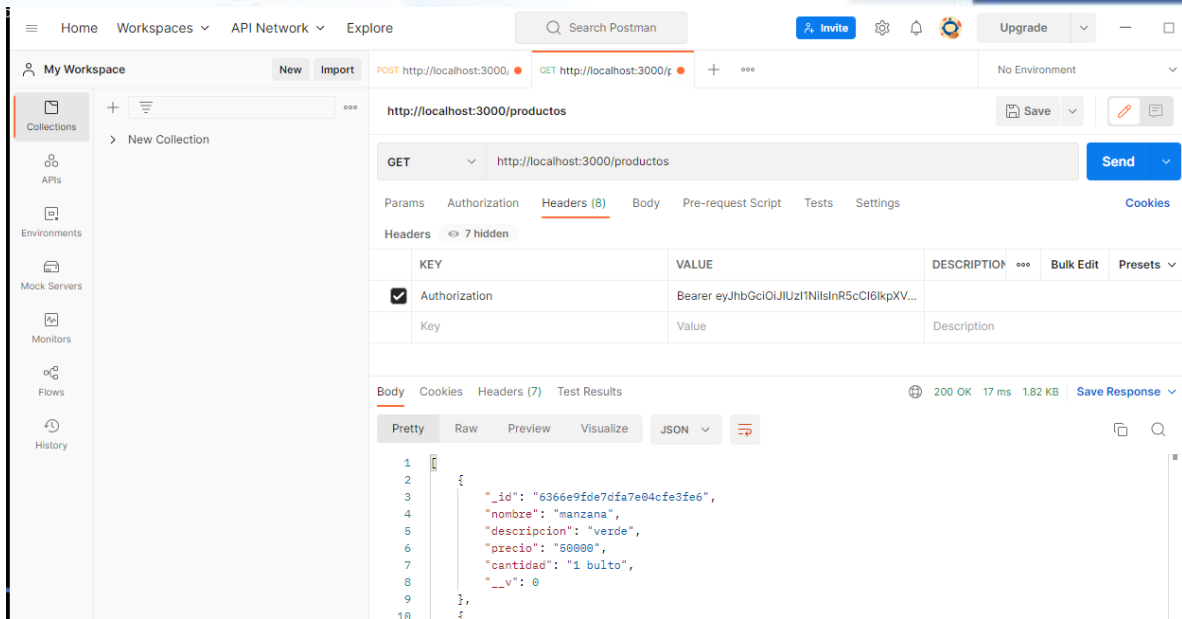 Home Workspaces API Network Explore Search Postman Invite Upgrade
My Workspace New Import POST http://localhost:3000, GET http://localhost:3000/p No Environment
Collections
APIs
Environments
Mock Servers
Monitors
Flows
History
New Collection
http://localhost:3000/productos Save
GET http://localhost:3000/productos Send
Params Authorization Headers (8) Body Pre-request Script Tests Settings Cookies
Headers 7 hidden
KEY VALUE DESCRIPTION Bulk Edit Presets
Authorization Bearer eyJhbGciOiJIUzI1NiIsInR5cCI6IkpXV...
Key Value Description
Body Cookies Headers (7) Test Results 200 OK 17 ms 1.82 KB Save Response
Pretty Raw Preview Visualize JSON
1 [
2 {
3 "_id": "6366e9fde7dfa7e04cfe3fe6",
4 "nombre": "manzana",
5 "descripcion": "verde",
6 "precio": "50000",
7 "cantidad": "1 bulto",
8 "__v": 0
9 },
10 {